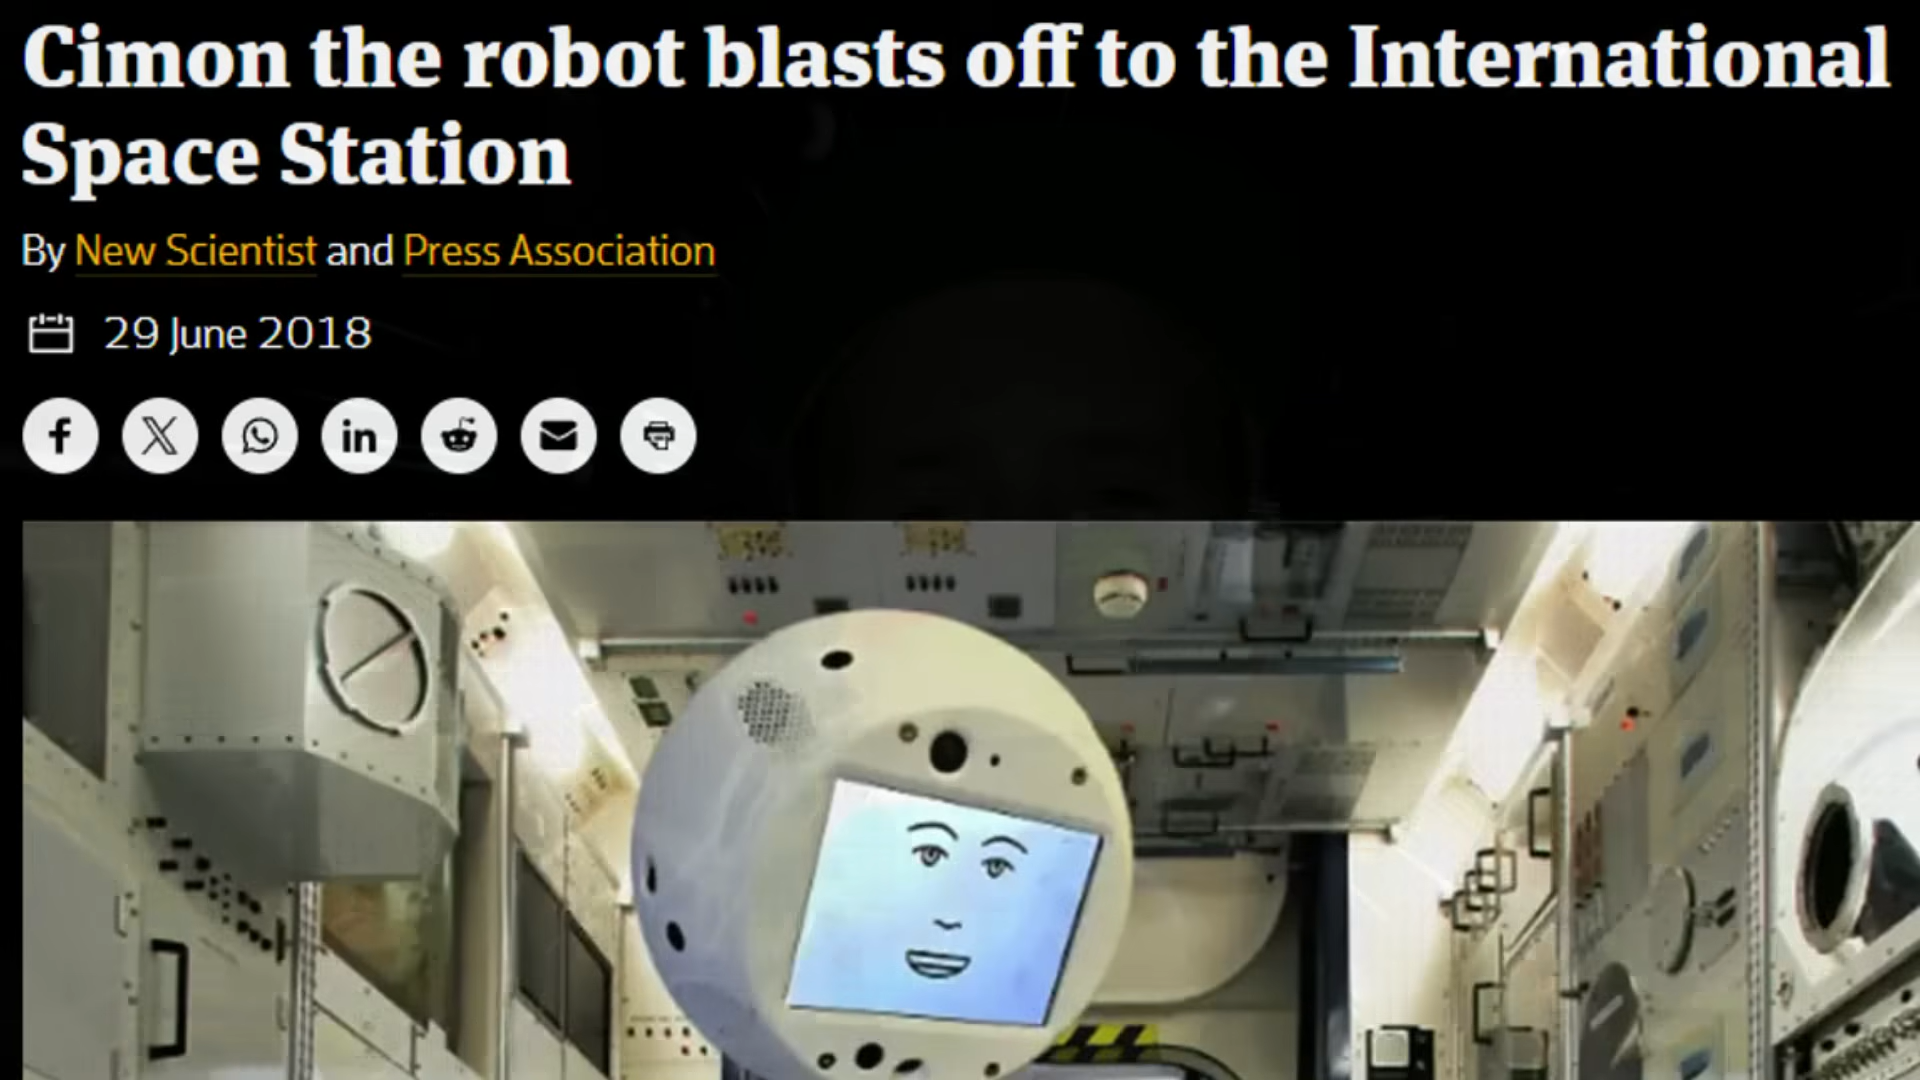 Cimon the robot blasts off to the International
Space Station
By New Scientist and Press Association
29 June 2018